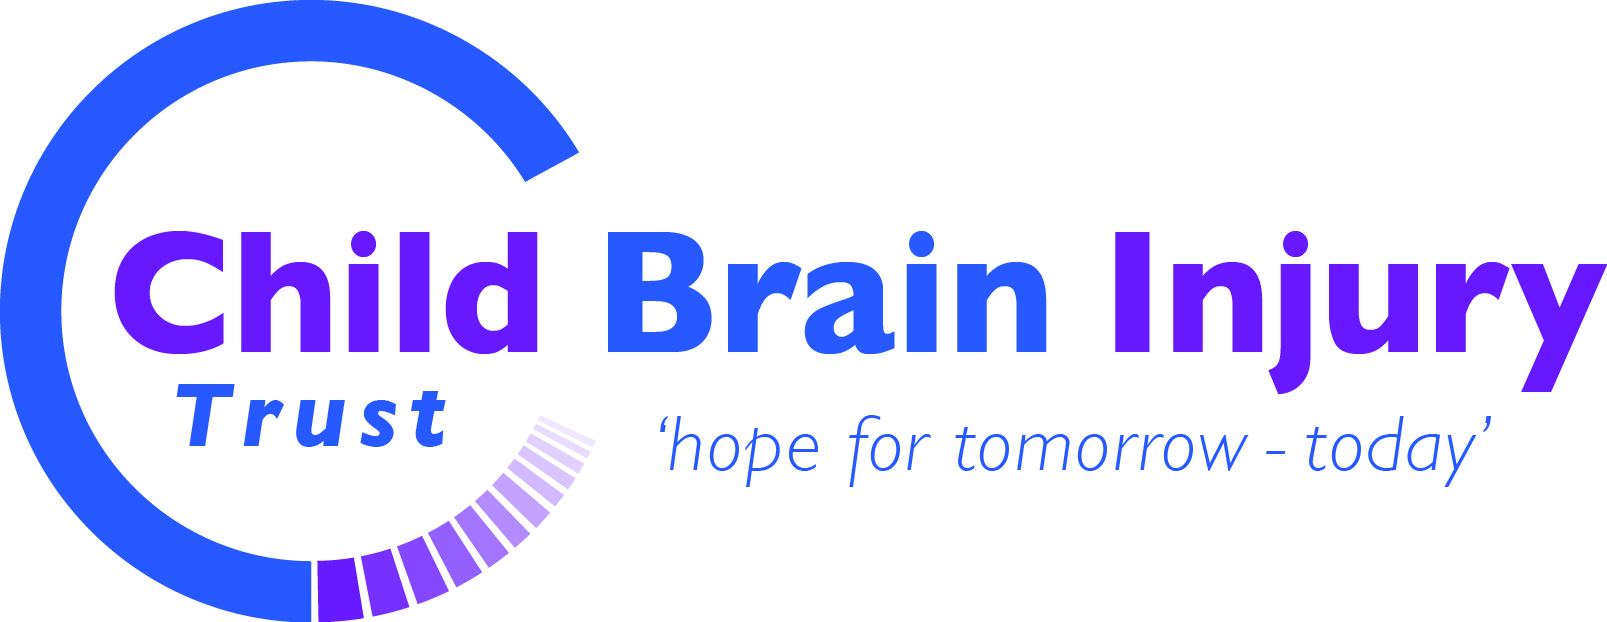 Child Brain Injury
Trust
‘hope for tomorrow - today’